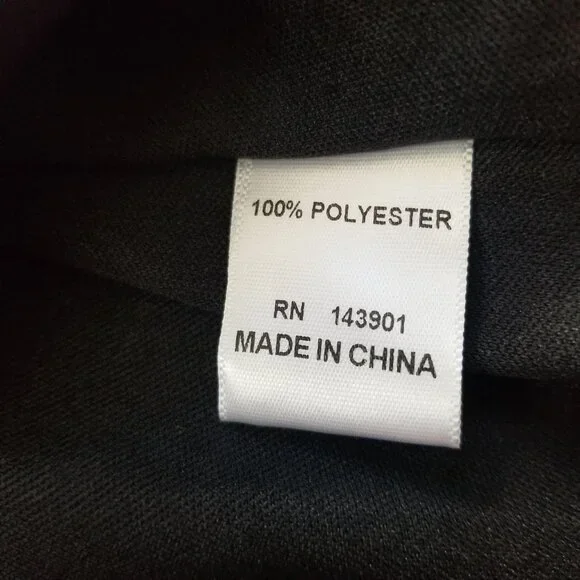 100% POLYESTER
RN 143901
MADE IN CHINA